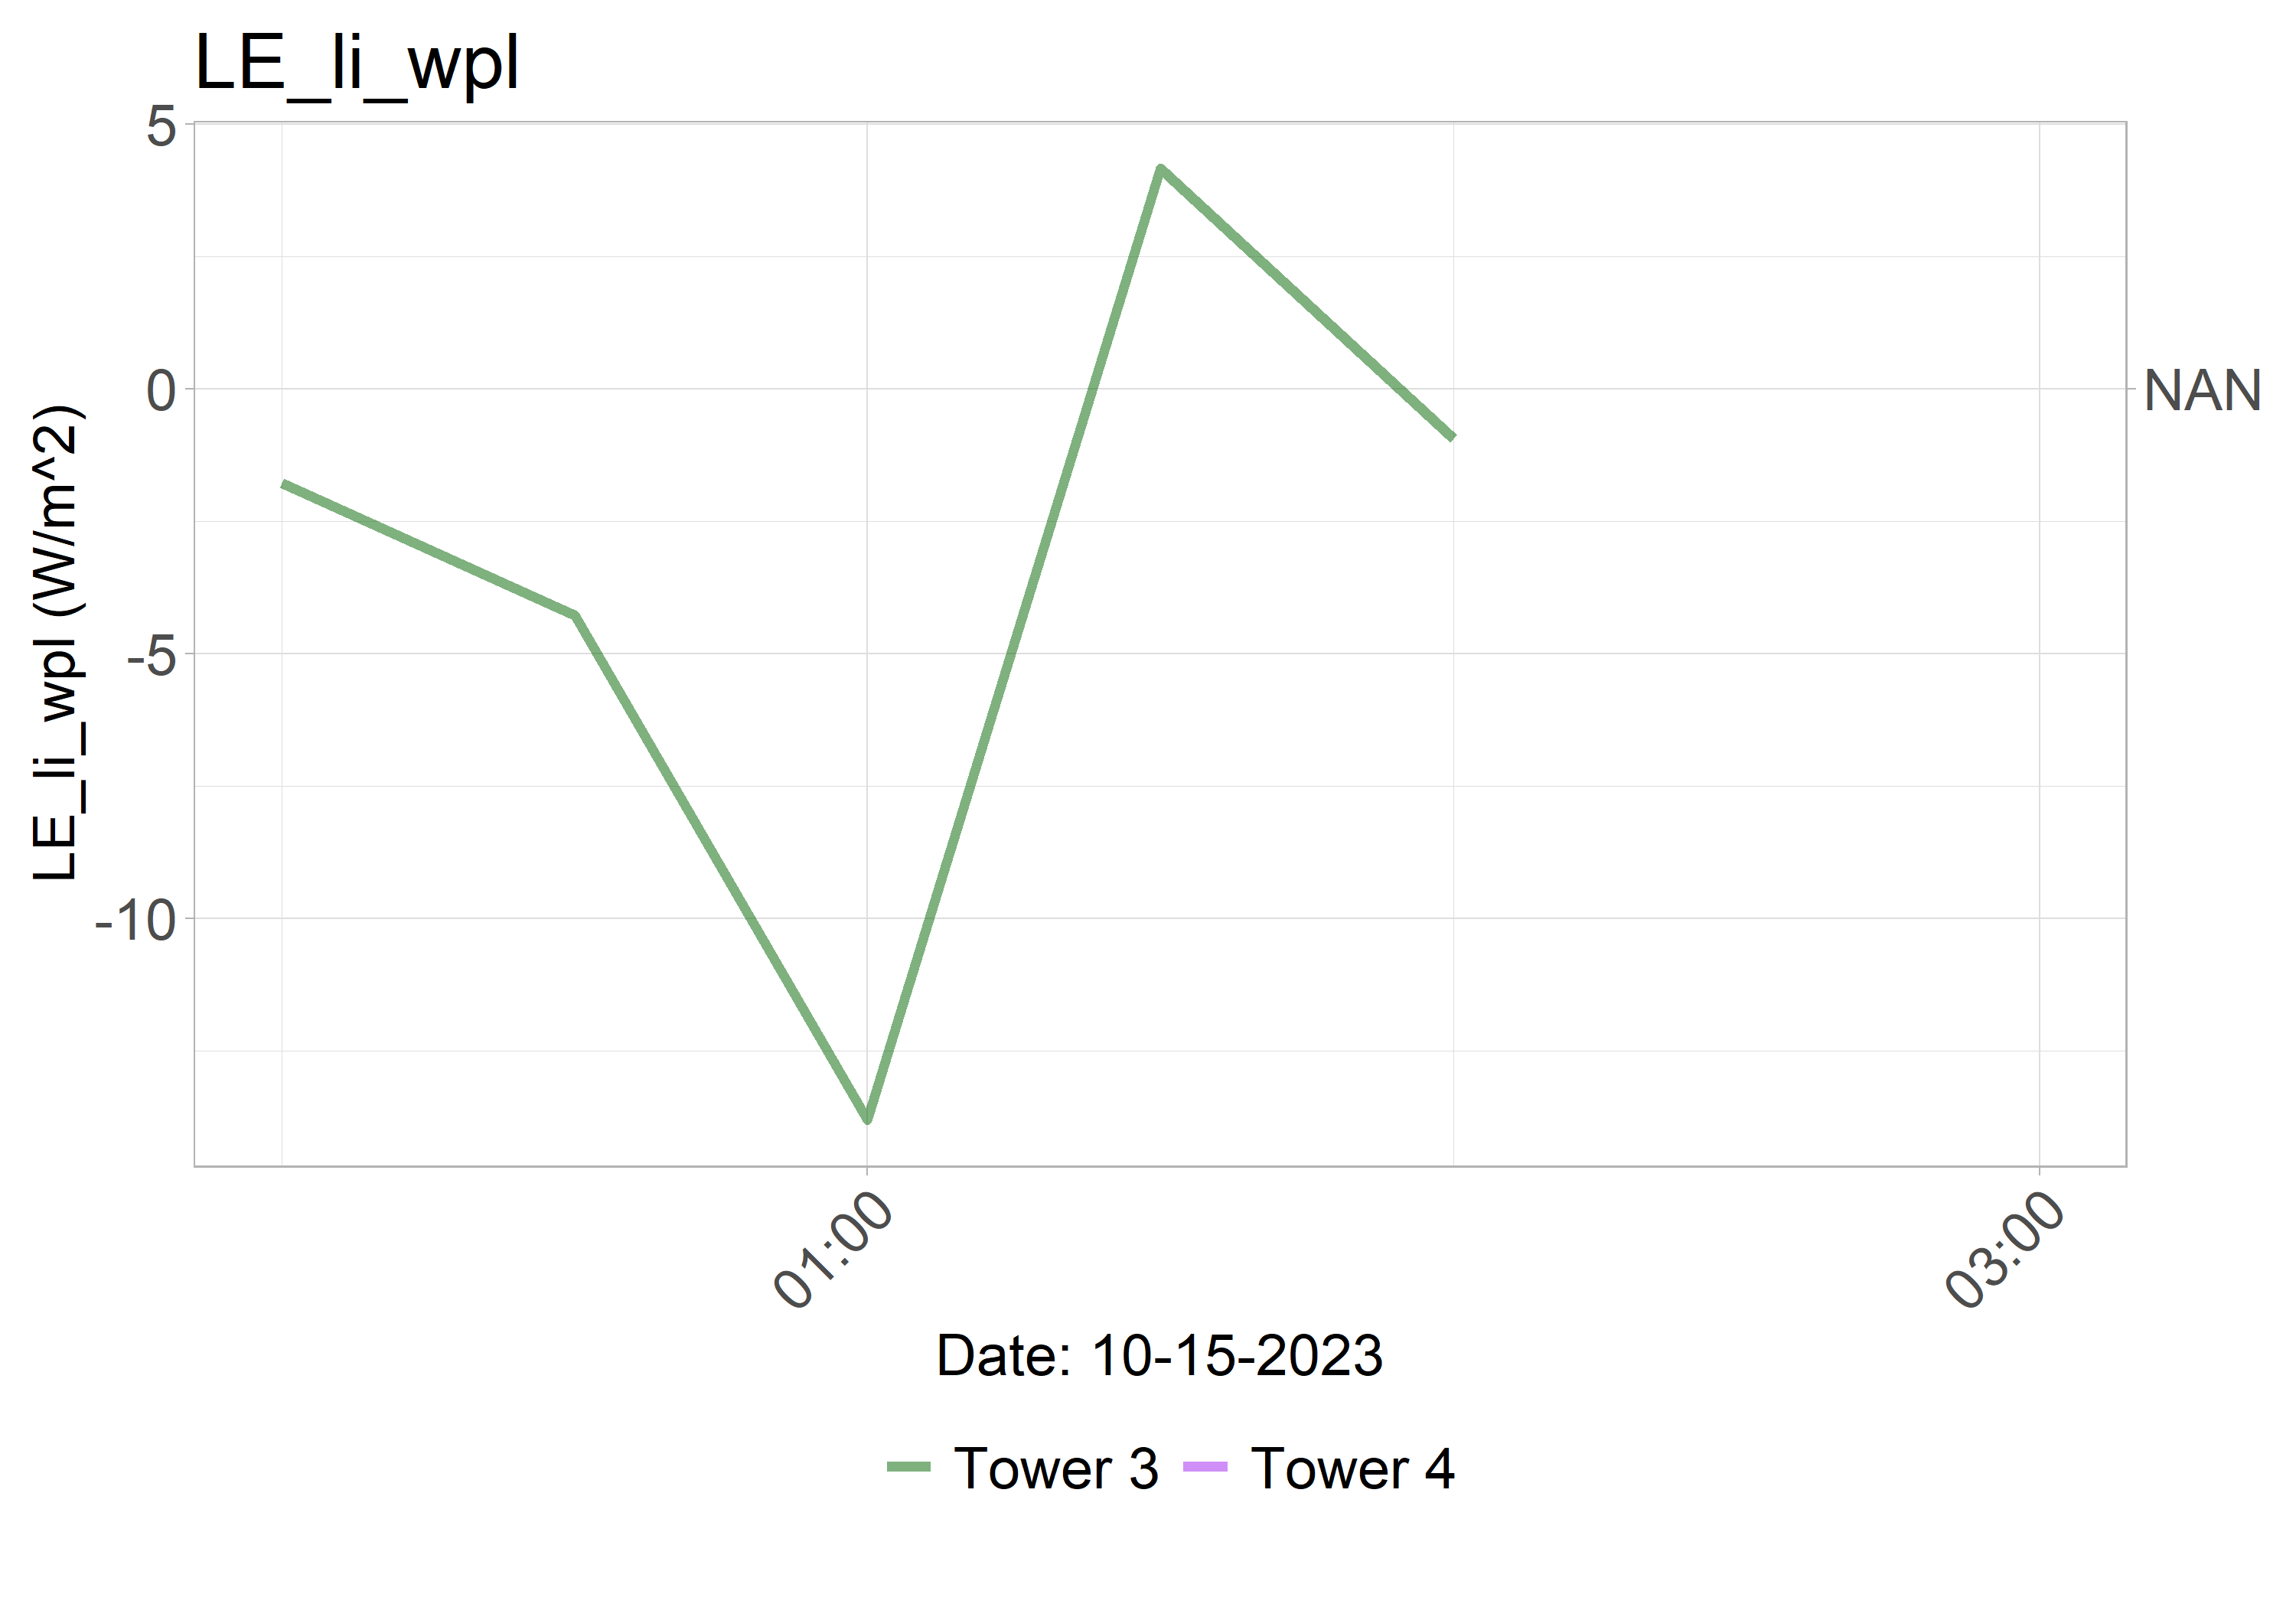 LE_li_wpl
5
0
-5
-10
NAN
LE_li_wpl (W/m^2)
01:00
03:00
Date: 10-15-2023
Tower 3
Tower 4